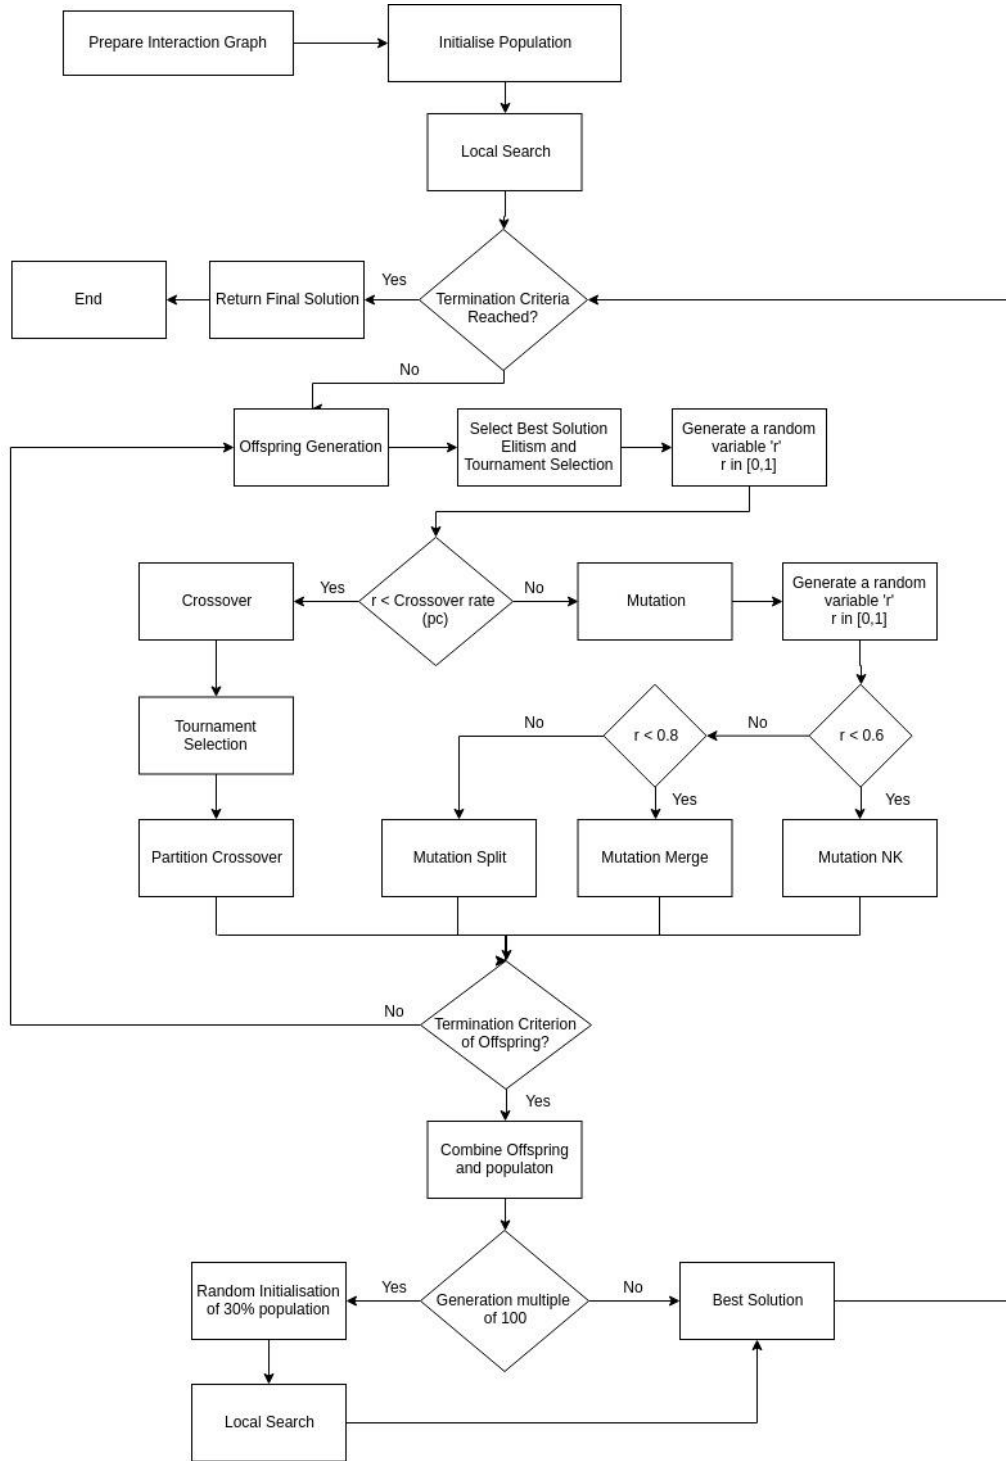 Prepare Interaction Graph
Initialise Population
Local Search
Termination Criteria
Reached?
Yes
Return Final Solution
End
No
Offspring Generation
Select Best Solution
Elitism and
Tournament Selection
Generate a random
variable 'r'
r in [0,1]
r < Crossover rate
(pc)
Yes
Crossover
No
Mutation
Generate a random
variable 'r'
r in [0,1]
Tournament
Selection
No
r < 0.8
No
r < 0.6
Yes
Yes
Partition Crossover
Mutation Split
Mutation Merge
Mutation NK
No
Termination Criterion
of Offspring?
Yes
Combine Offspring
and populaton
Random Initialisation
of 30% population
Yes
Generation multiple
of 100
No
Best Solution
Local Search